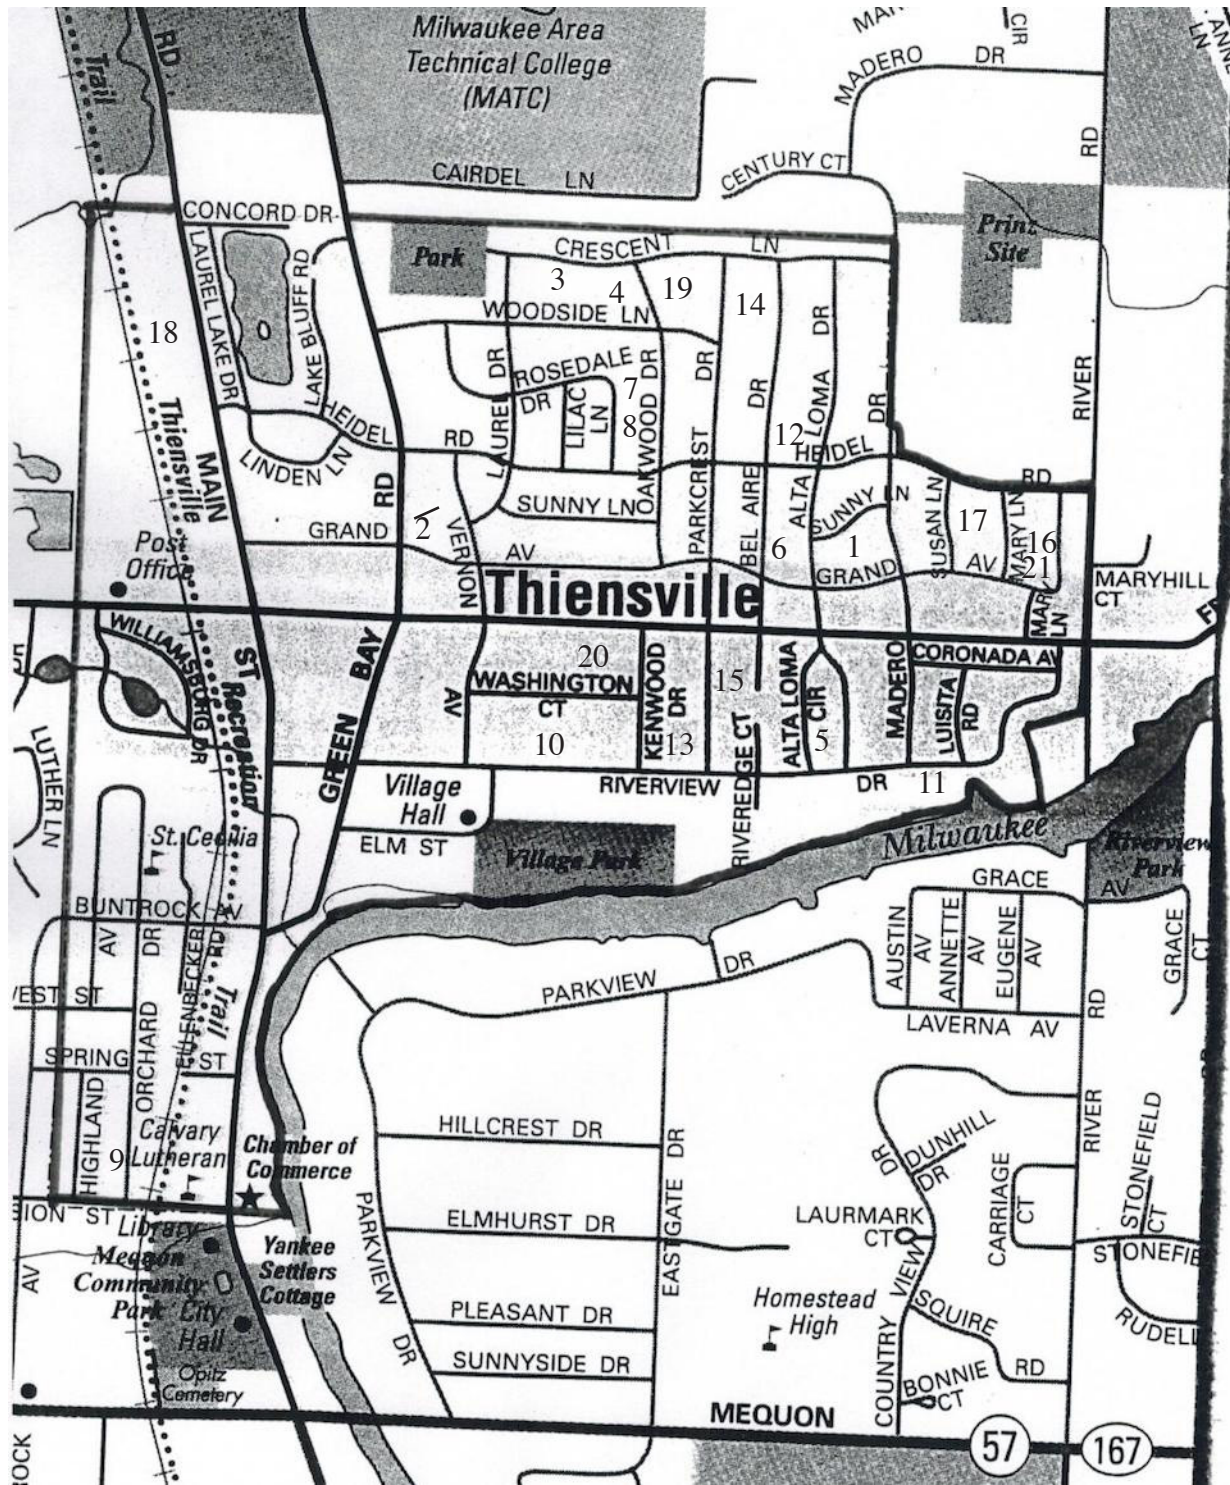 Milwaukee Area
Technical College
(MATC)
CIR
MADERO DR
Trail
RD
RD
CENTURY CT
CAIRDEL LN
CONCORD DR
Park
CRESCENT LN
Prinz
Site
LAUREL LAKE DR
LAKE BLUFF RD
3
4
19
14
WOODSIDE LN
18
LOMA DR
RIVER
ROSEDALE
DR
LAUREL DR
LILAC
LN
7
8
OAKWOOD DR
PARKCREST DR
BEL AIRE DR
12
ALTA
DR
HEIDEL RD
HEIDEL RD
LINDEN LN
Thiensville
MAIN
ST
RD
SUNNY LN
SUNNY LN
GRAND AV
2
VERNON
AV
6
1
SUSAN LN
17
MARY LN
16
21
GRAND AV
Post
Office
Thiensville
MARYHILL
CT
LN
WILLIAMSBURG DR
Recreation
GREEN BAY
20
WASHINGTON
CT
10
KENWOOD
DR
13
15
ALTA LOMA
CIR
5
MADERO
CORONADA AV
LUISITA
RD
LUTHER LN
Village
Hall
RIVERVIEW DR
11
RIVEREDGE CT
ELM ST
Village Park
Milwaukee
Riverview
Park
St. Cecilia
BUNTROCK AV
GRACE AV
AUSTIN
AV
ANNETTE
AV
EUGENE
AV
GRACE
CT
AV
ORCHARD DR
EULENBECKER RD
Trail
PARKVIEW DR
LAVERNA AV
RD
SPRING ST
HIGHLAND
9
Calvary
Lutheran
Chamber of
Commerce
HILLCREST DR
DUNHILL
DR
DR
RIVER
STONEFIELD
CT
CARRIAGE
CT
Library
Mequon
Community
Park
City
Hall
Yankee
Settlers
Cottage
PARKVIEW DR
ELMHURST DR
EASTGATE DR
LAURMARK
CT
AV
COUNTRY VIEW
Homestead
High
SQUIRE RD
RUDELL
PLEASANT DR
SUNNYSIDE DR
Opitz
Cemetery
BONNIE
CT
MEQUON
57
167